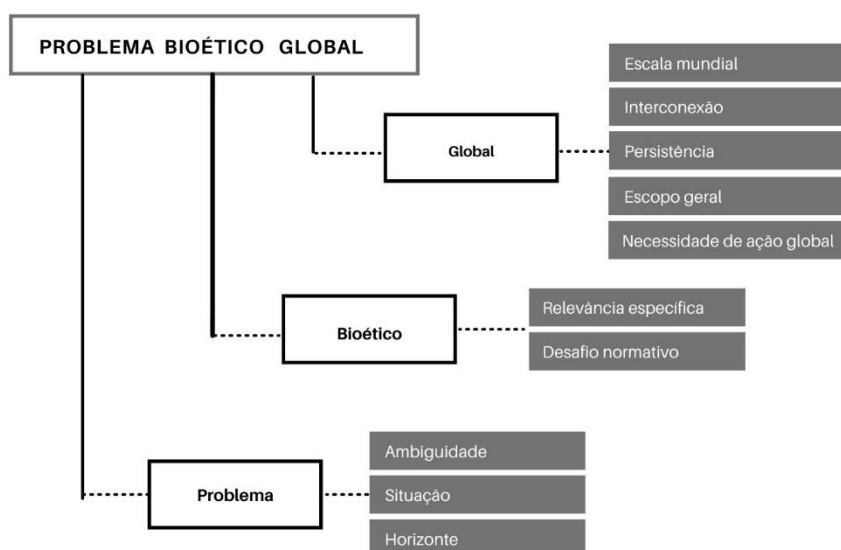 PROBLEMA BIOÉTICO GLOBAL
Global
Escala mundial
Interconexão
Persistência
Escopo geral
Necessidade de ação global
Bioético
Relevância específica
Desafio normativo
Problema
Ambiguidade
Situação
Horizonte